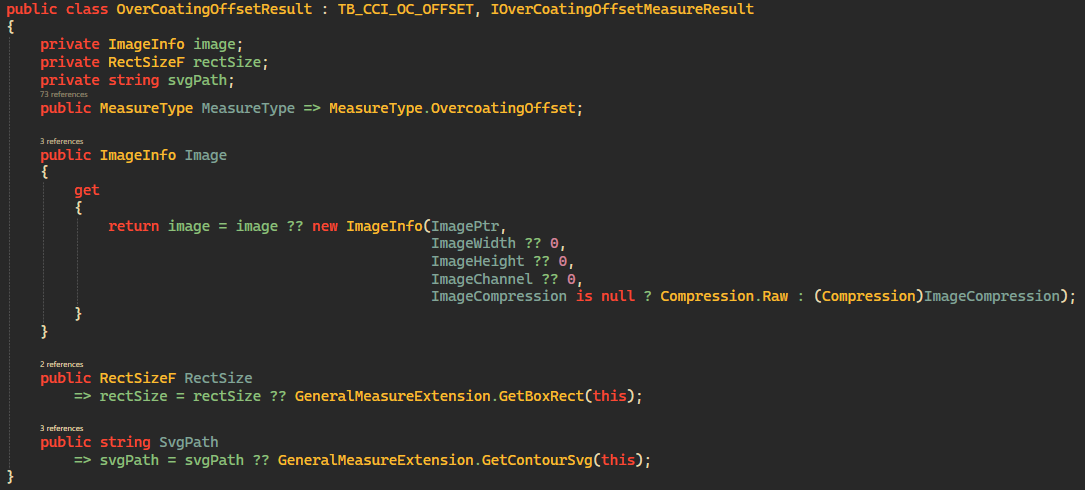 public class OverCoatingOffsetResult : TB_CCI_OC_OFFSET, IOverCoatingOffsetMeasureResult
{
    private ImageInfo image;
    private RectSizeF rectSize;
    private string svgPath;
    73 references
    public MeasureType MeasureType => MeasureType.OvercoatingOffset;
    3 references
    public ImageInfo Image
    {
        get
        {
            return image = image ?? new ImageInfo(ImagePtr,
                                                  ImageWidth ?? 0,
                                                  ImageHeight ?? 0,
                                                  ImageChannel ?? 0,
                                                  ImageCompression is null ? Compression.Raw : (Compression)ImageCompression);
        }
    }
    2 references
    public RectSizeF RectSize
        => rectSize = rectSize ?? GeneralMeasureExtension.GetBoxRect(this);
    3 references
    public string SvgPath
        => svgPath = svgPath ?? GeneralMeasureExtension.GetContourSvg(this);
}